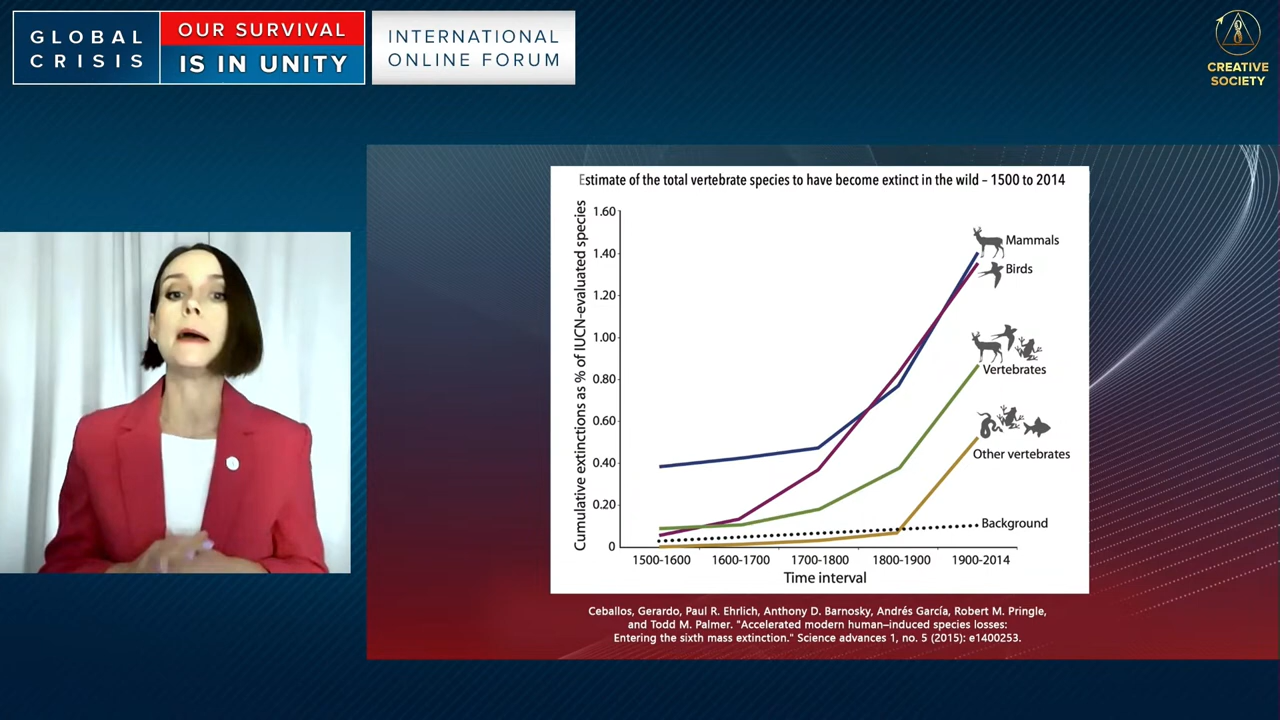 GLOBAL
CRISIS
OUR SURVIVAL
IS IN UNITY
INTERNATIONAL
ONLINE FORUM
CREATIVE
SOCIETY
Estimate of the total vertebrate species to have become extinct in the wild – 1500 to 2014
Cumulative extinctions as % of IUCN-evaluated species
1.60
1.40
1.20
1.00
0.80
0.60
0.40
0.20
0
Mammals
Birds
Vertebrates
Other vertebrates
Background
1500-1600 1600-1700 1700-1800 1800-1900 1900-2014
Time interval
Ceballos, Gerardo, Paul R. Ehrlich, Anthony D. Barnosky, Andrés García, Robert M. Pringle,
and Todd M. Palmer. "Accelerated modern human–induced species losses:
Entering the sixth mass extinction." Science advances 1, no. 5 (2015): e1400253.